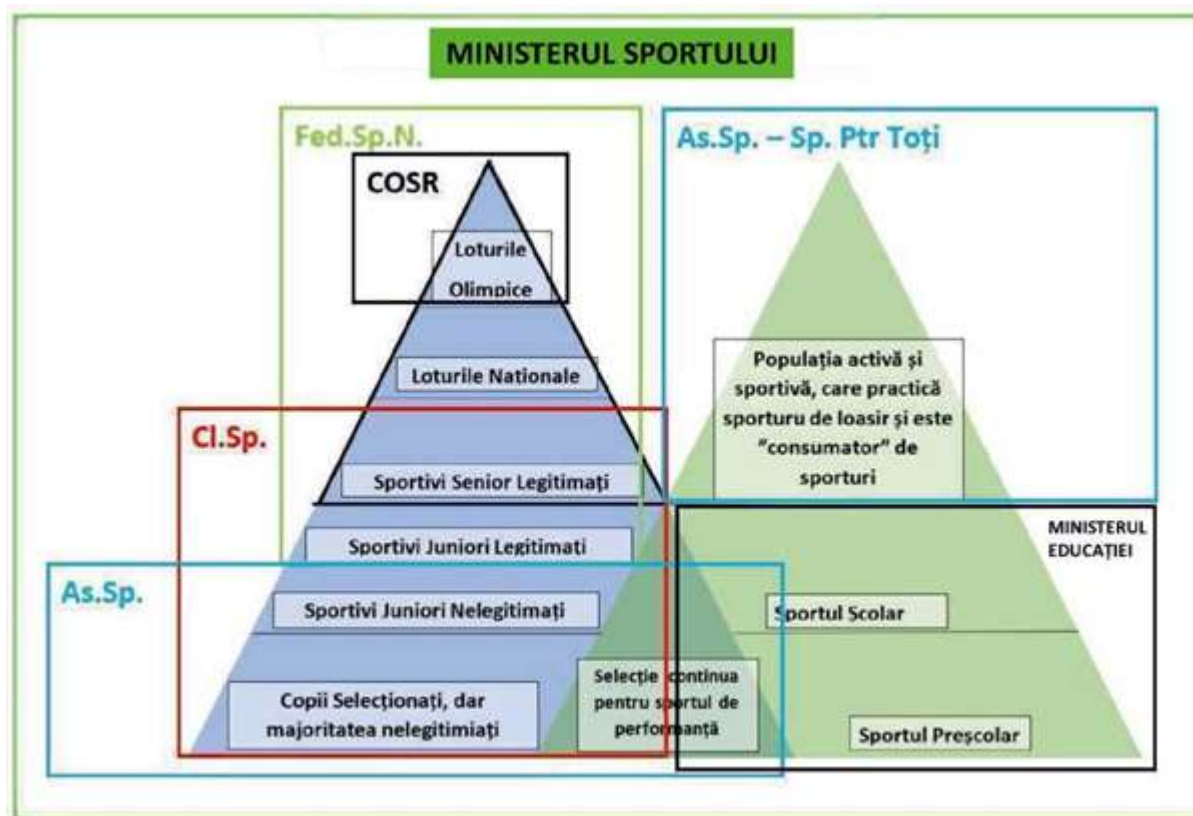 MINISTERUL SPORTULUI
Fed.Sp.N.
COSR
Loturile
Olimpice
Loturile Naționale
Cl.Sp.
Sportivi Senior Legitimați
Sportivi Juniori Legitimati
As.Sp.
Sportivi Juniori Nelegitimați
Copii Selecționați, dar
majoritatea nelegitimiați
Selecție continua
pentru sportul de
performanță
As.Sp. – Sp. Ptr Toți
Populația activă și
sportivă, care practică
sporturu de loasir și este
"consumator" de
sporturi
MINISTERUL
EDUCAȚIEI
Sportul Scolar
Sportul Preșcolar